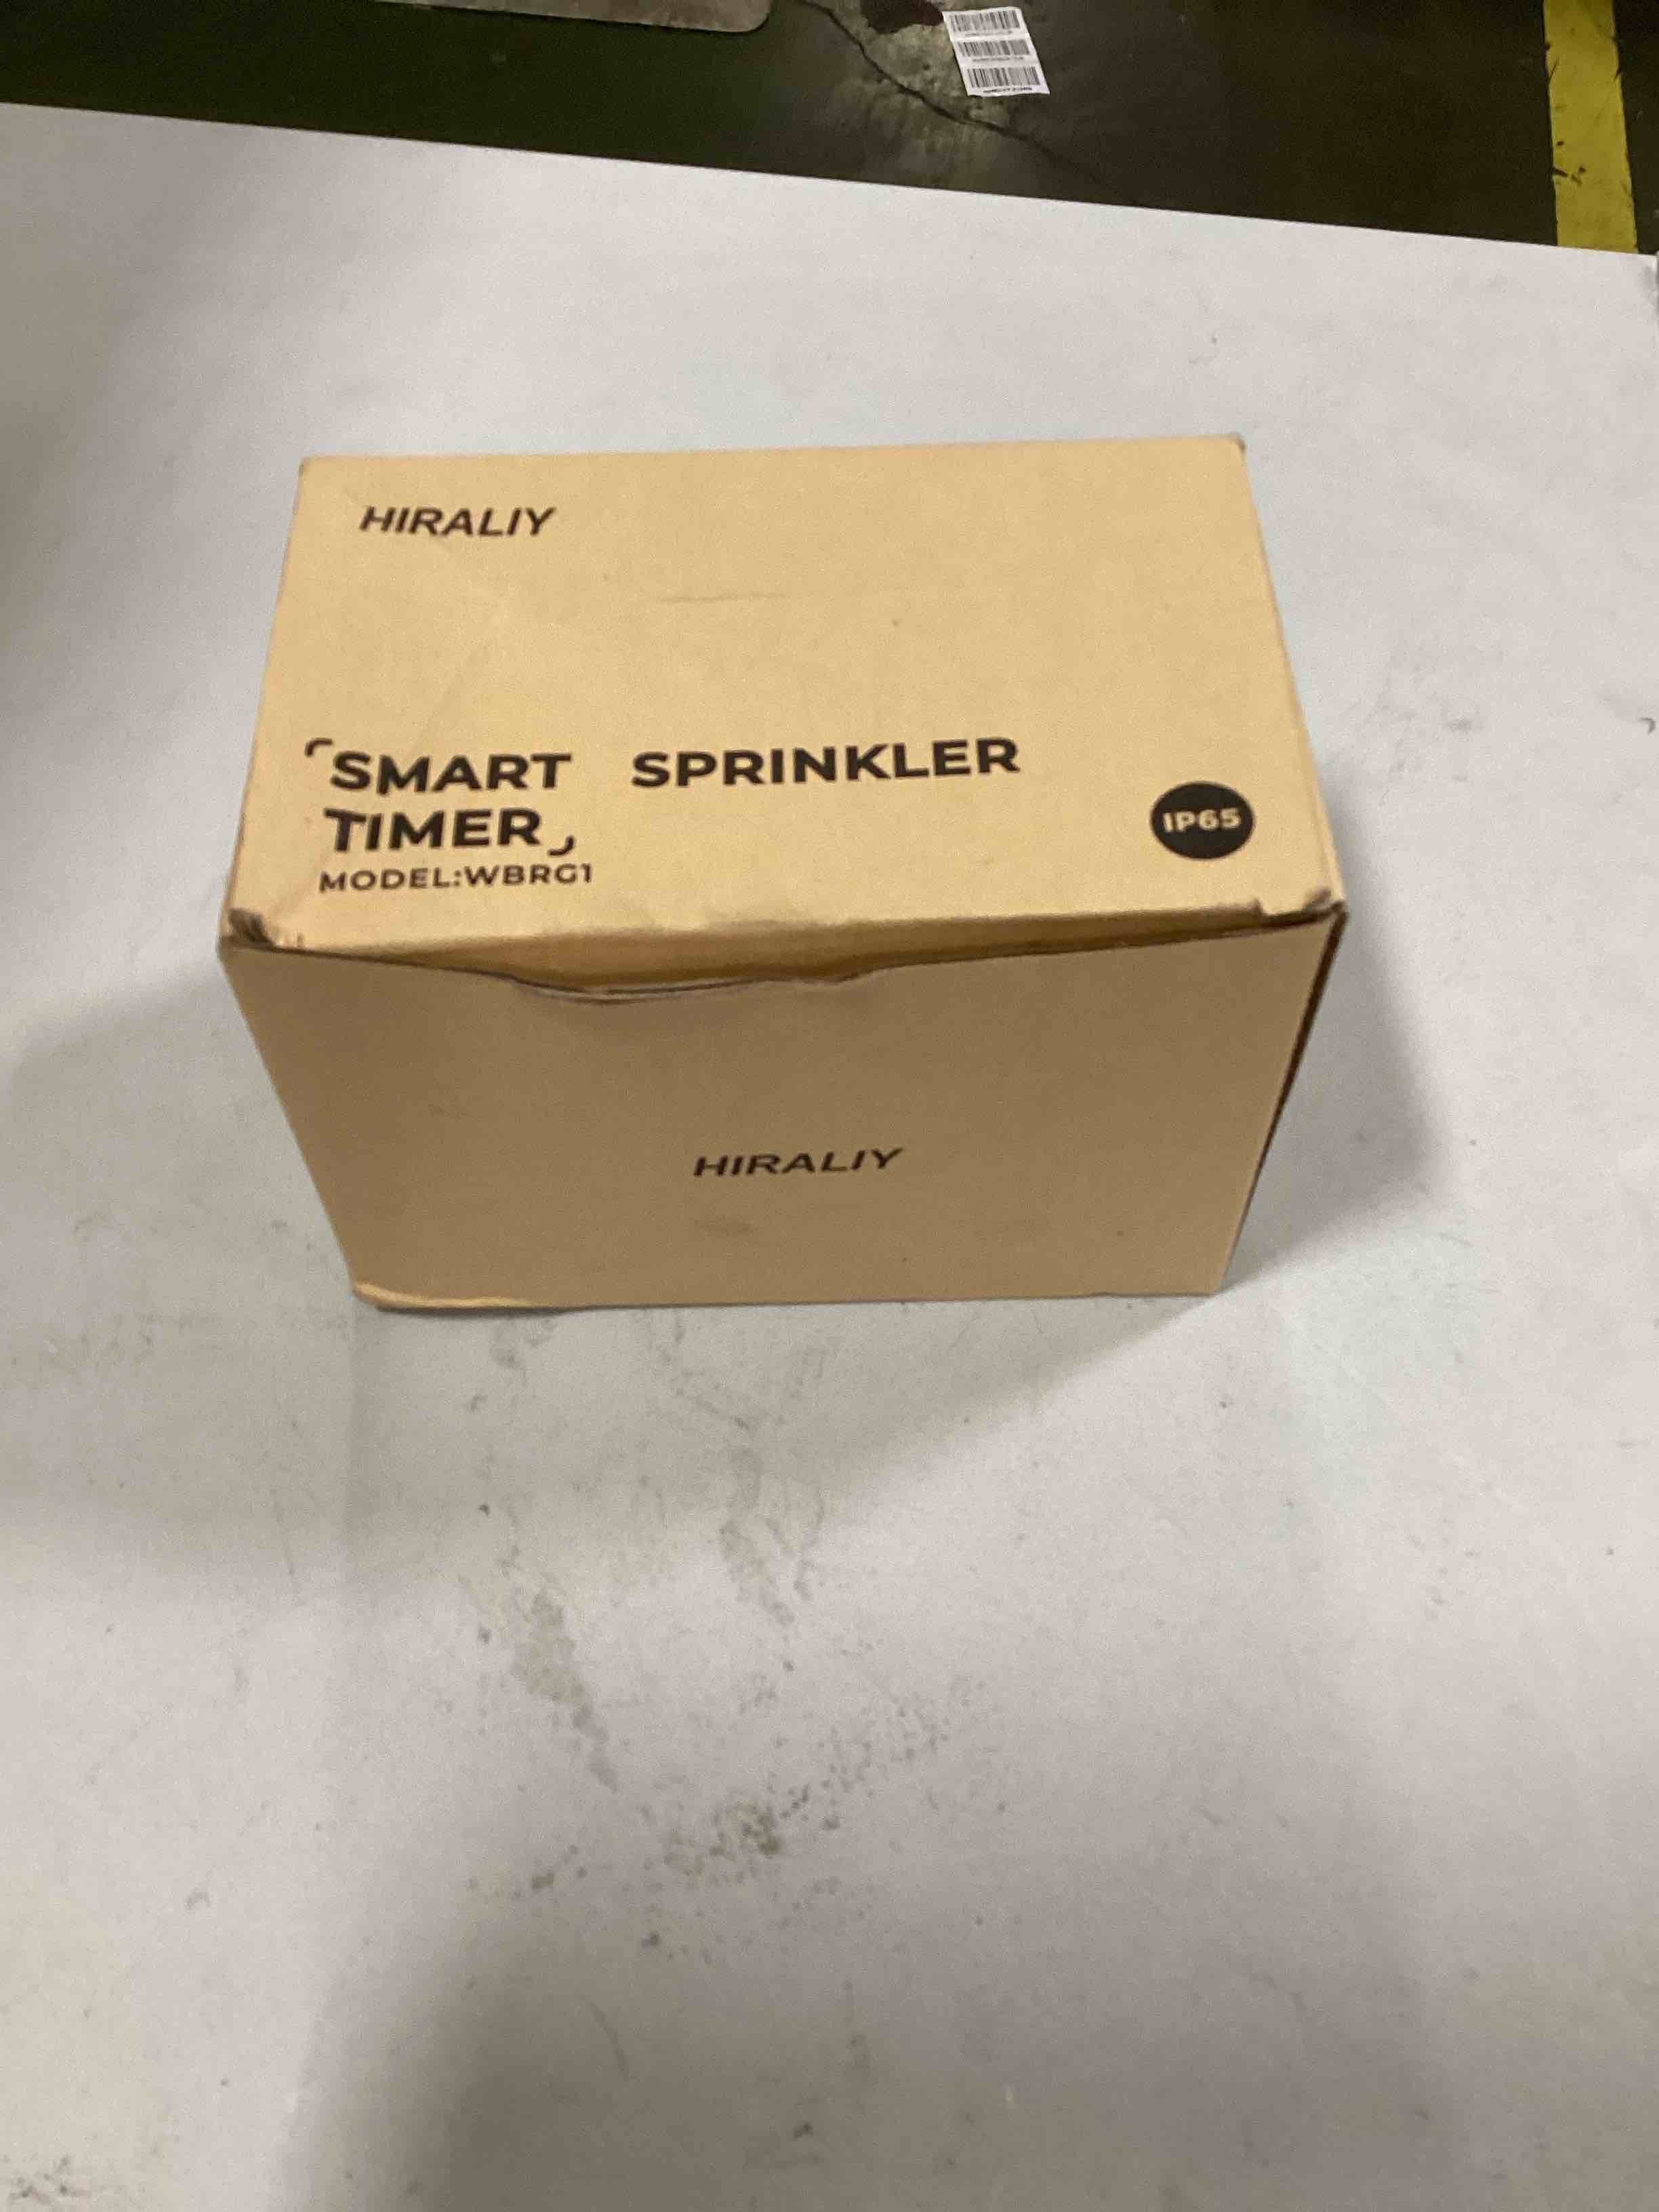 HIRALIY
「SMART SPRINKLER
TIMER」
MODEL:WBRG1
IP65
HIRALIY